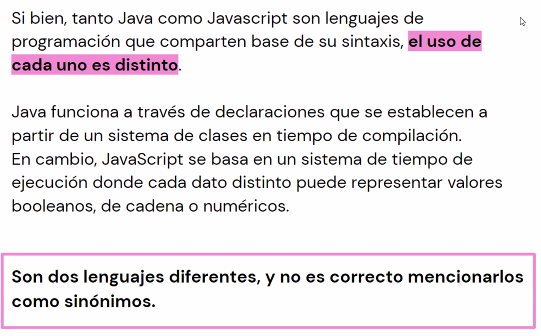 Si bien, tanto Java como Javascript son lenguajes de
programación que comparten base de su sintaxis, el uso de
cada uno es distinto.
Java funciona a través de declaraciones que se establecen a
partir de un sistema de clases en tiempo de compilación.
En cambio, JavaScript se basa en un sistema de tiempo de
ejecución donde cada dato distinto puede representar valores
booleanos, de cadena o numéricos.
Son dos lenguajes diferentes, y no es correcto mencionarlos
como sinónimos.